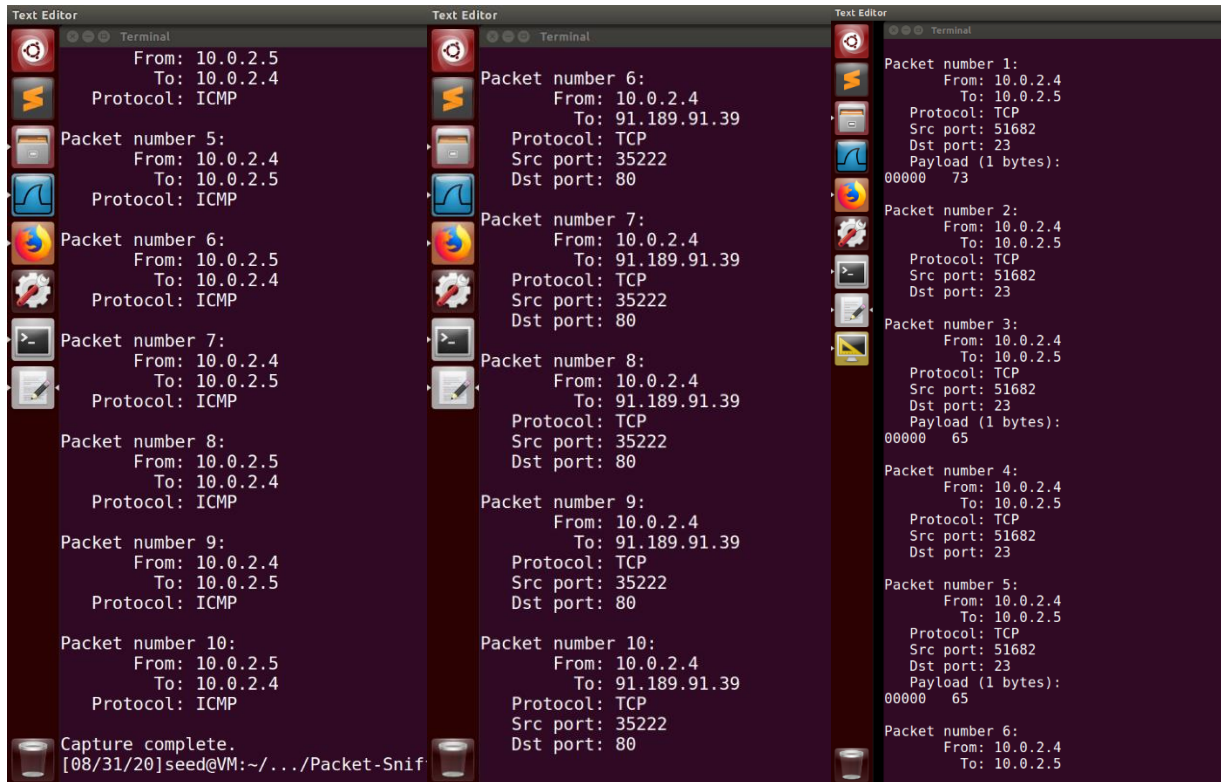 Text Editor
Terminal
From: 10.0.2.5
To: 10.0.2.4
Protocol: ICMP
Packet number 5:
From: 10.0.2.4
To: 10.0.2.5
Protocol: ICMP
Packet number 6:
From: 10.0.2.5
To: 10.0.2.4
Protocol: ICMP
Packet number 7:
From: 10.0.2.4
To: 10.0.2.5
Protocol: ICMP
Packet number 8:
From: 10.0.2.5
To: 10.0.2.4
Protocol: ICMP
Packet number 9:
From: 10.0.2.4
To: 10.0.2.5
Protocol: ICMP
Packet number 10:
From: 10.0.2.5
To: 10.0.2.4
Protocol: ICMP
Capture complete.
[08/31/20]seed@VM:~/.../Packet-Snif
Text Editor
Terminal
Packet number 6:
From: 10.0.2.4
To: 91.189.91.39
Protocol: TCP
Src port: 35222
Dst port: 80
Packet number 7:
From: 10.0.2.4
To: 91.189.91.39
Protocol: TCP
Src port: 35222
Dst port: 80
Packet number 8:
From: 10.0.2.4
To: 91.189.91.39
Protocol: TCP
Src port: 35222
Dst port: 80
Packet number 9:
From: 10.0.2.4
To: 91.189.91.39
Protocol: TCP
Src port: 35222
Dst port: 80
Packet number 10:
From: 10.0.2.4
To: 91.189.91.39
Protocol: TCP
Src port: 35222
Dst port: 80
Text Editor
Terminal
Packet number 1:
From: 10.0.2.4
To: 10.0.2.5
Protocol: TCP
Src port: 51682
Dst port: 23
Payload (1 bytes):
00000 73
Packet number 2:
From: 10.0.2.4
To: 10.0.2.5
Protocol: TCP
Src port: 51682
Dst port: 23
Packet number 3:
From: 10.0.2.4
To: 10.0.2.5
Protocol: TCP
Src port: 51682
Dst port: 23
Payload (1 bytes):
00000 65
Packet number 4:
From: 10.0.2.4
To: 10.0.2.5
Protocol: TCP
Src port: 51682
Dst port: 23
Packet number 5:
From: 10.0.2.4
To: 10.0.2.5
Protocol: TCP
Src port: 51682
Dst port: 23
Payload (1 bytes):
00000 65
Packet number 6:
From: 10.0.2.4
To: 10.0.2.5